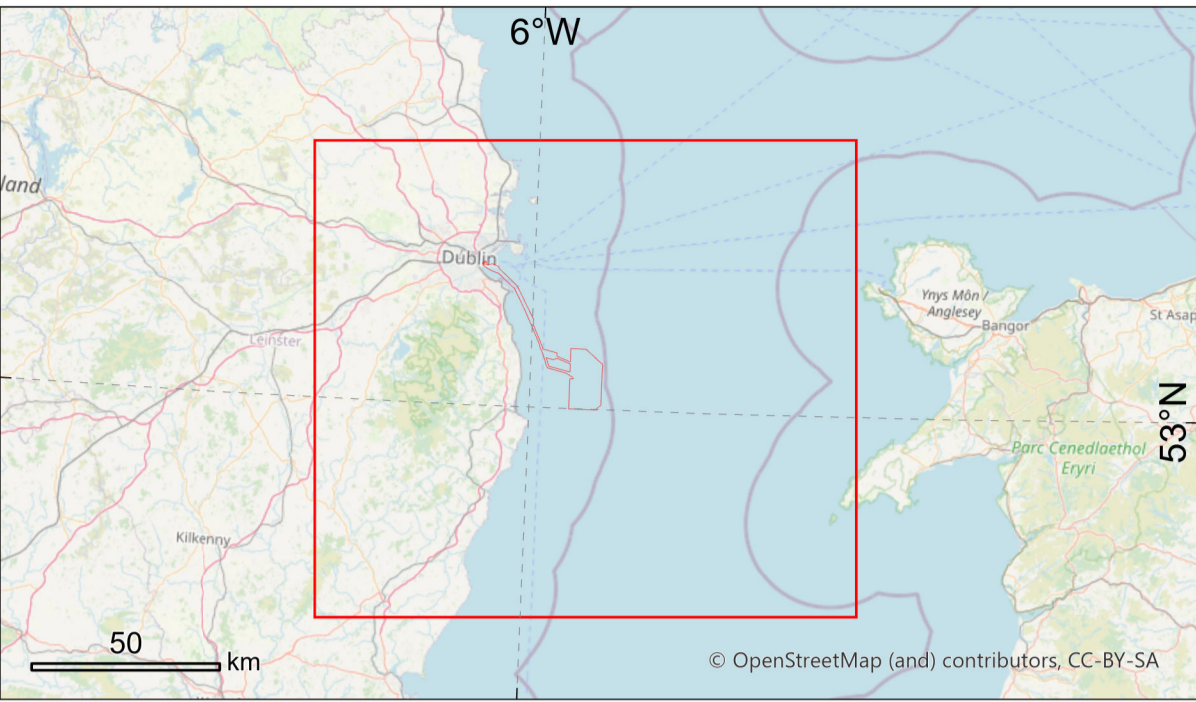 6°W
land
Dublin
Ynys Môn /
Anglesey
Bangor
St Asap
Leinster
53°N
Parc Cenedlaethol
Eryri
Kilkenny
50
km
© OpenStreetMap (and) contributors, CC-BY-SA